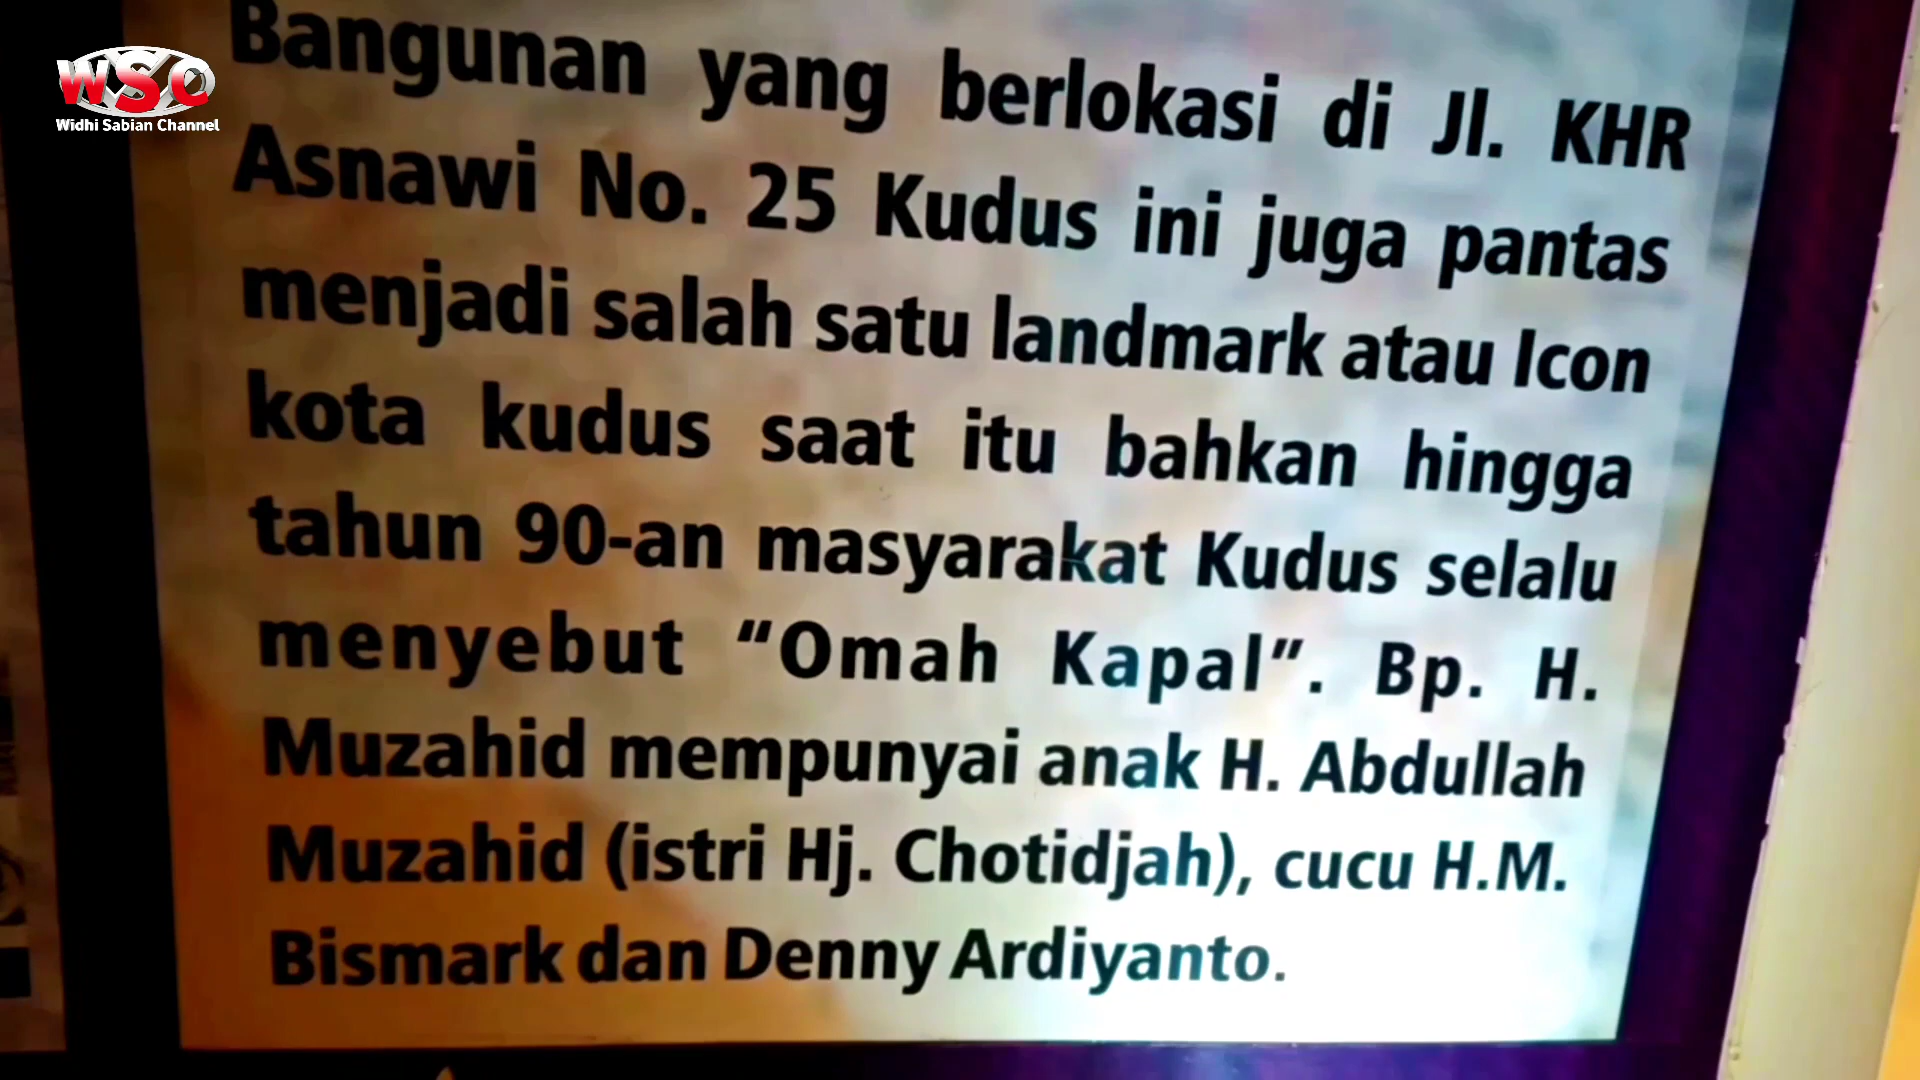 WSC
Widhi Sabian Channel
Bangunan yang berlokasi di Jl. KHR
Asnawi No. 25 Kudus ini juga pantas
menjadi salah satu landmark atau Icon
kota kudus saat itu bahkan hingga
tahun 90-an masyarakat Kudus selalu
menyebut “Omah Kapal”. Bp. H.
Muzahid mempunyai anak H. Abdullah
Muzahid (istri Hj. Chotidjah), cucu H.M.
Bismark dan Denny Ardiyanto.